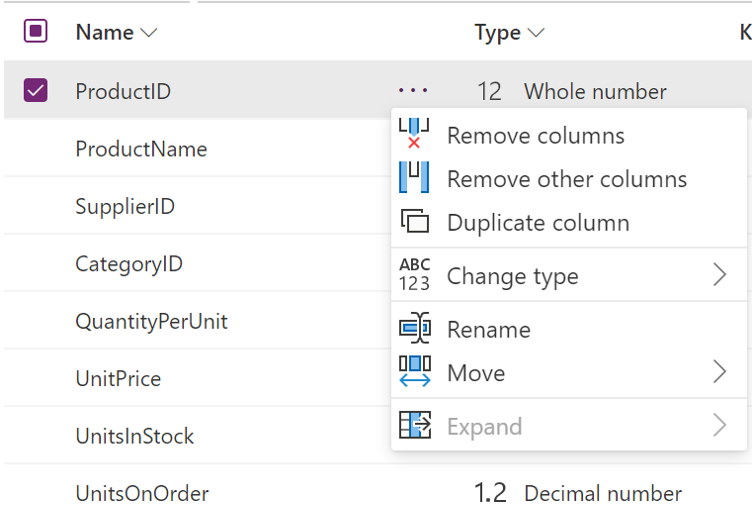 Name Type K
ProductID ··· 12 Whole number
Remove columns
ProductName
Remove other columns
SupplierID
Duplicate column
CategoryID
ABC
123 Change type
QuantityPerUnit
Rename
UnitPrice
Move
UnitsInStock
Expand
UnitsOnOrder 1.2 Decimal number